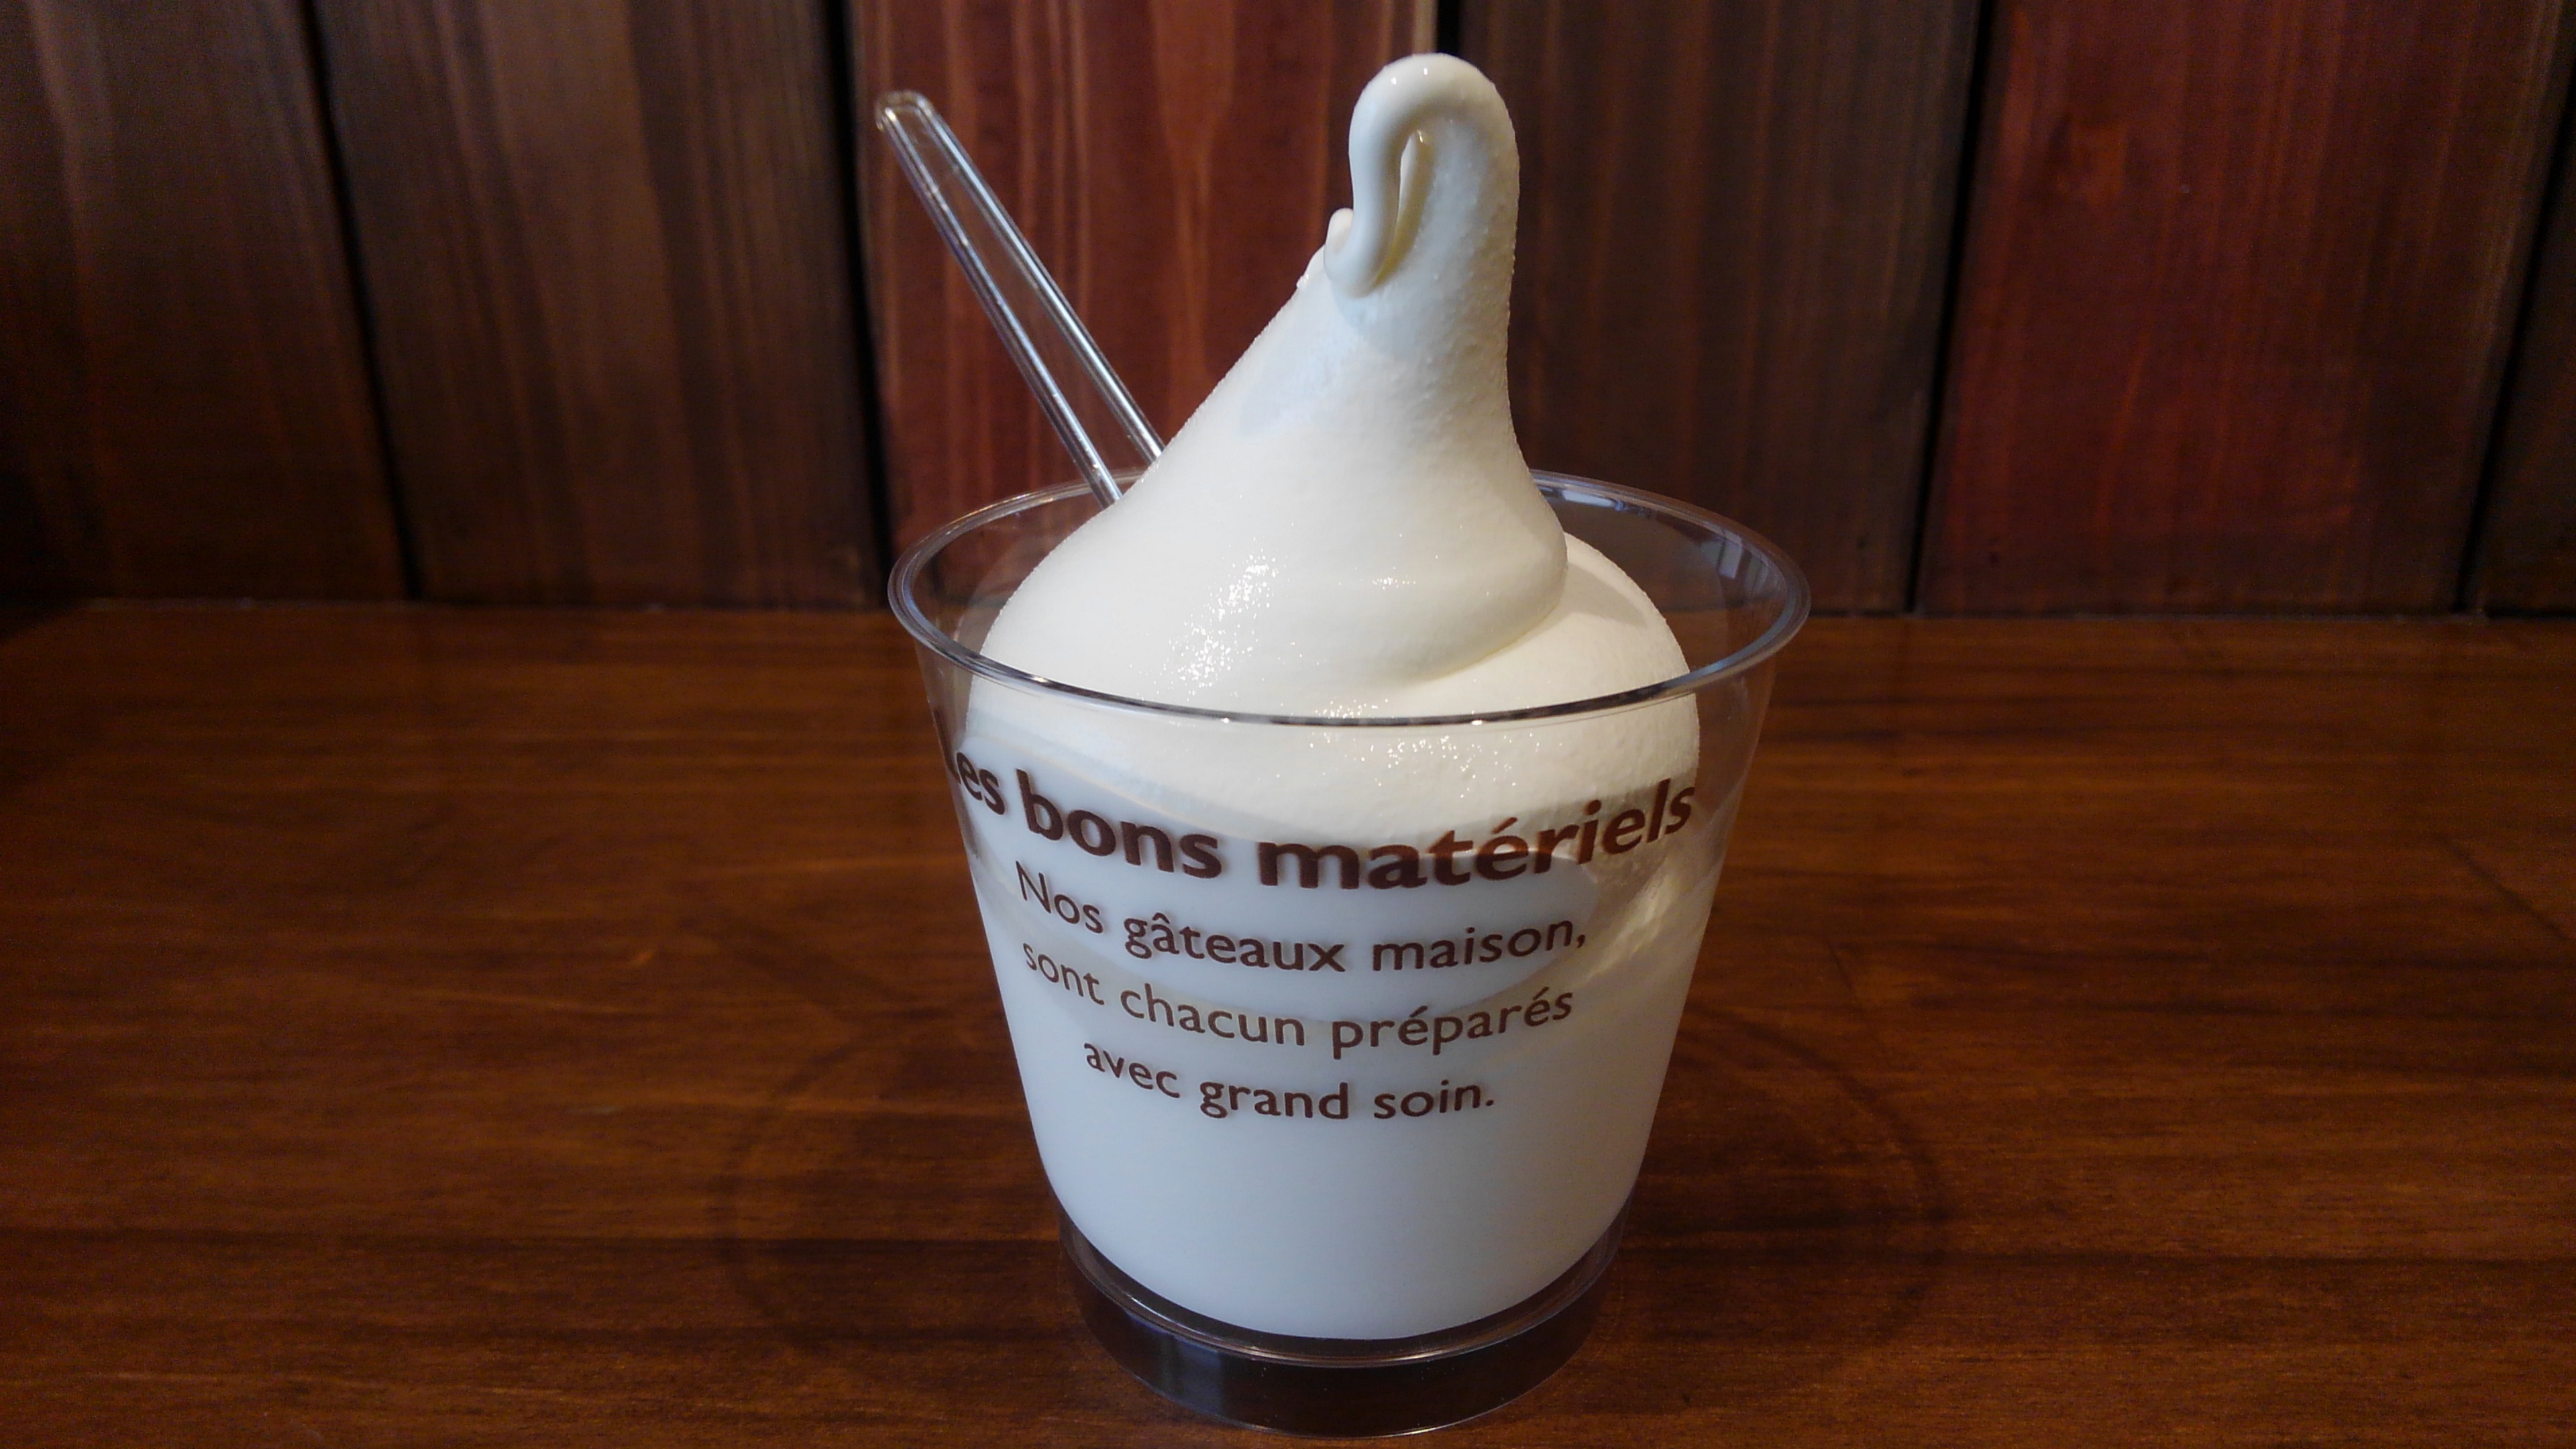 Les bons matériels
Nos gâteaux maison,
sont chacun préparés
avec grand soin.